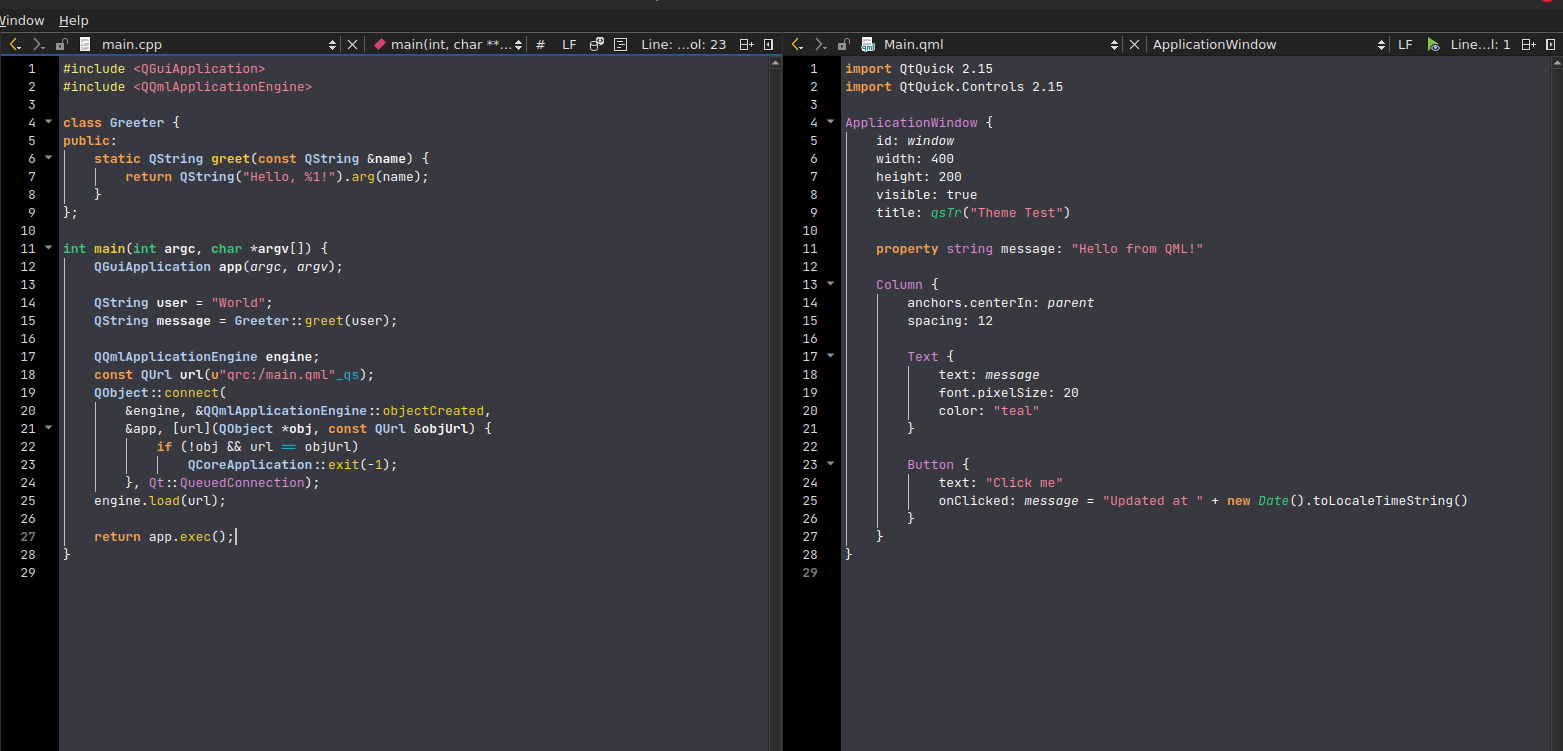 Window Help
main.cpp main(int, char **... # LF Line: ...ol: 23
1 #include <QGuiApplication>
2 #include <QQmlApplicationEngine>
3
4 class Greeter {
5 public:
6 static QString greet(const QString &name) {
7 return QString("Hello, %1!").arg(name);
8 }
9 };
10
11 int main(int argc, char *argv[]) {
12 QGuiApplication app(argc, argv);
13
14 QString user = "World";
15 QString message = Greeter::greet(user);
16
17 QQmlApplicationEngine engine;
18 const QUrl url(u"qrc:/main.qml"_qs);
19 QObject::connect(
20 &engine, &QQmlApplicationEngine::objectCreated,
21 &app, [url](QObject *obj, const QUrl &objUrl) {
22 if (!obj && url == objUrl)
23 QCoreApplication::exit(-1);
24 }, Qt::QueuedConnection);
25 engine.load(url);
26
27 return app.exec();
28 }
29
Main.qml ApplicationWindow LF Line...l: 1
1 import QtQuick 2.15
2 import QtQuick.Controls 2.15
3
4 ApplicationWindow {
5 id: window
6 width: 400
7 height: 200
8 visible: true
9 title: qsTr("Theme Test")
10
11 property string message: "Hello from QML!"
12
13 Column {
14 anchors.centerIn: parent
15 spacing: 12
16
17 Text {
18 text: message
19 font.pixelSize: 20
20 color: "teal"
21 }
22
23 Button {
24 text: "Click me"
25 onClicked: message = "Updated at " + new Date().toLocaleTimeString()
26 }
27 }
28 }
29